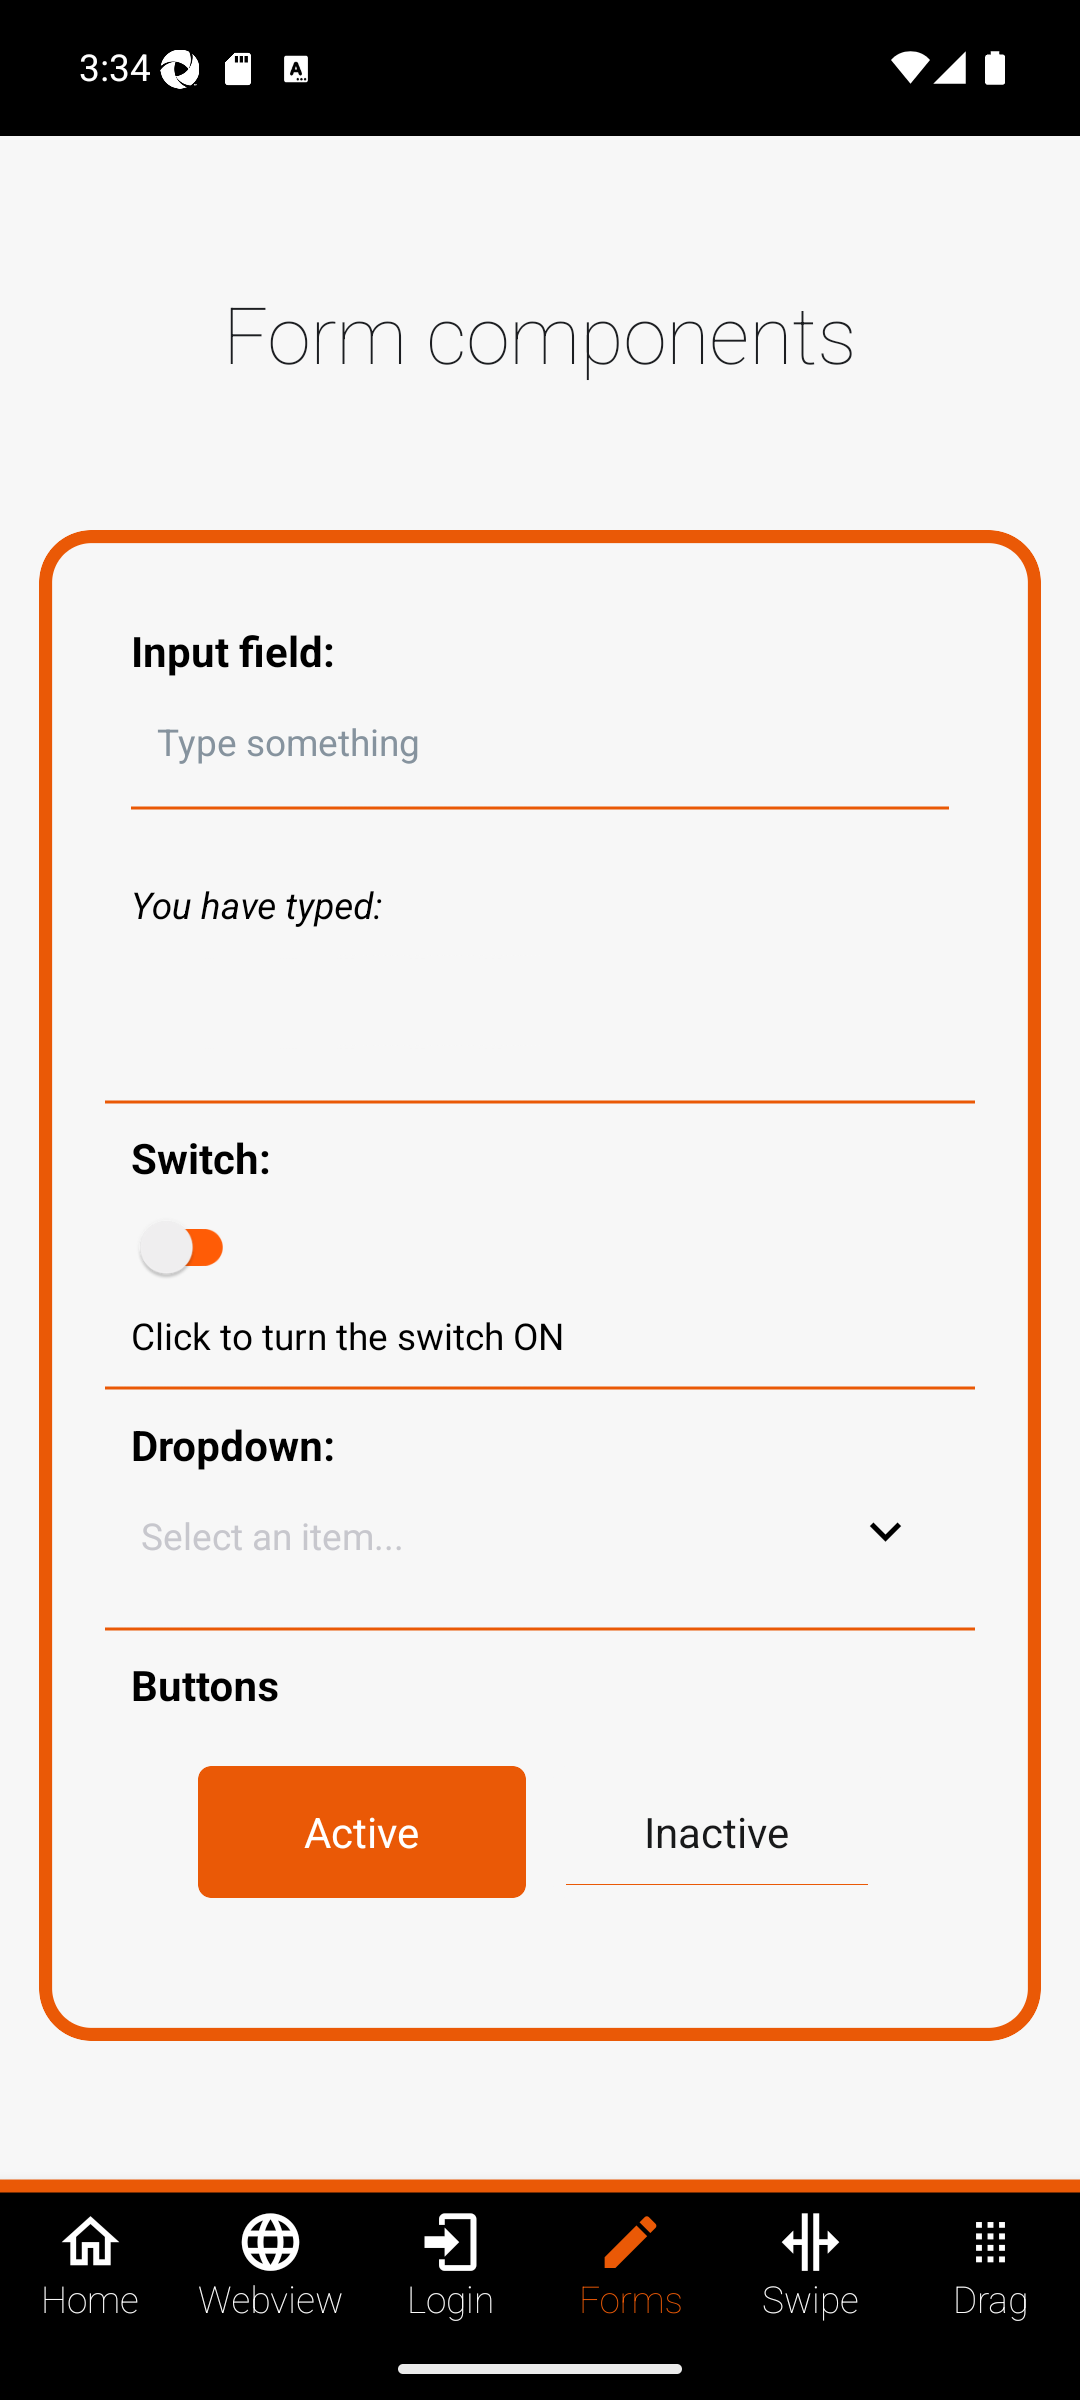 3:34
Form components
Input field:
Type something
You have typed:
Switch:
Click to turn the switch ON
Dropdown:
Select an item...
Buttons
Active Inactive
Home Webview Login Forms Swipe Drag